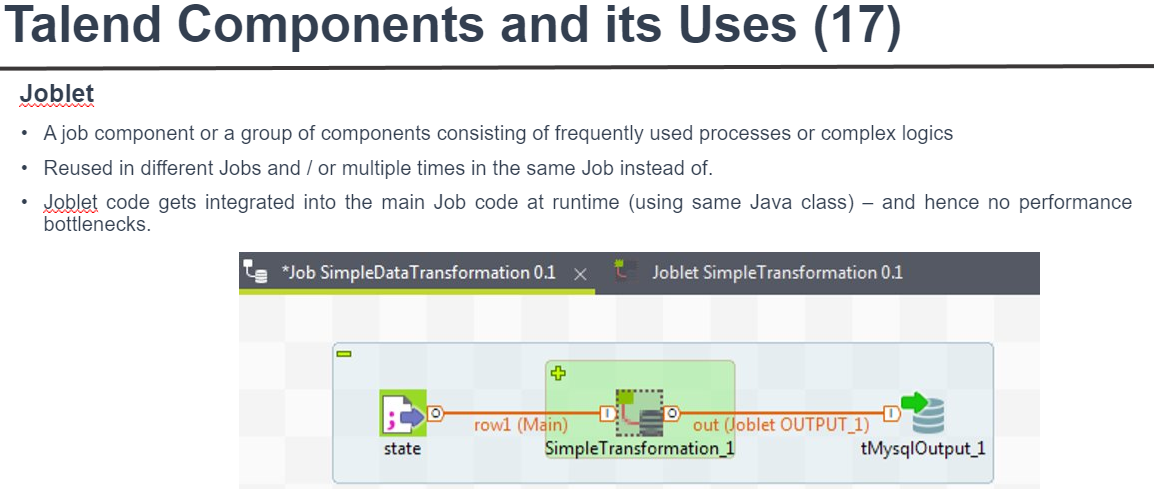 Talend Components and its Uses (17)
Joblet
• A job component or a group of components consisting of frequently used processes or complex logics
• Reused in different Jobs and / or multiple times in the same Job instead of.
• Joblet code gets integrated into the main Job code at runtime (using same Java class) – and hence no performance
bottlenecks.
*Job SimpleDataTransformation 0.1
Joblet SimpleTransformation 0.1
row1 (Main)
out (Joblet OUTPUT_1)
state
SimpleTransformation_1
tMysqlOutput_1